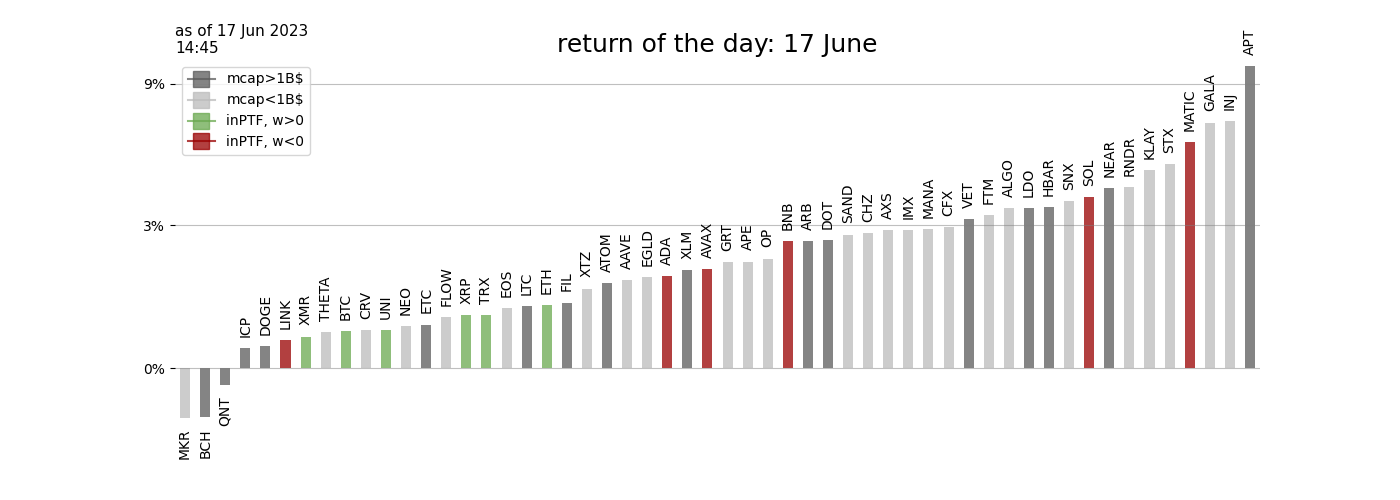 as of 17 Jun 2023
14:45
return of the day: 17 June
mcap>1B$
mcap<1B$
inPTF, w>0
inPTF, w<0
9%
3%
0%
MKR
BCH
QNT
ICP
DOGE
LINK
XMR
THETA
BTC
CRV
UNI
NEO
ETC
FLOW
XRP
TRX
EOS
LTC
ETH
FIL
XTZ
ATOM
AAVE
EGLD
ADA
XLM
AVAX
GRT
APE
OP
BNB
ARB
DOT
SAND
CHZ
AXS
IMX
MANA
CFX
VET
FTM
ALGO
LDO
HBAR
SNX
SOL
NEAR
RNDR
KLAY
STX
MATIC
GALA
INJ
APT